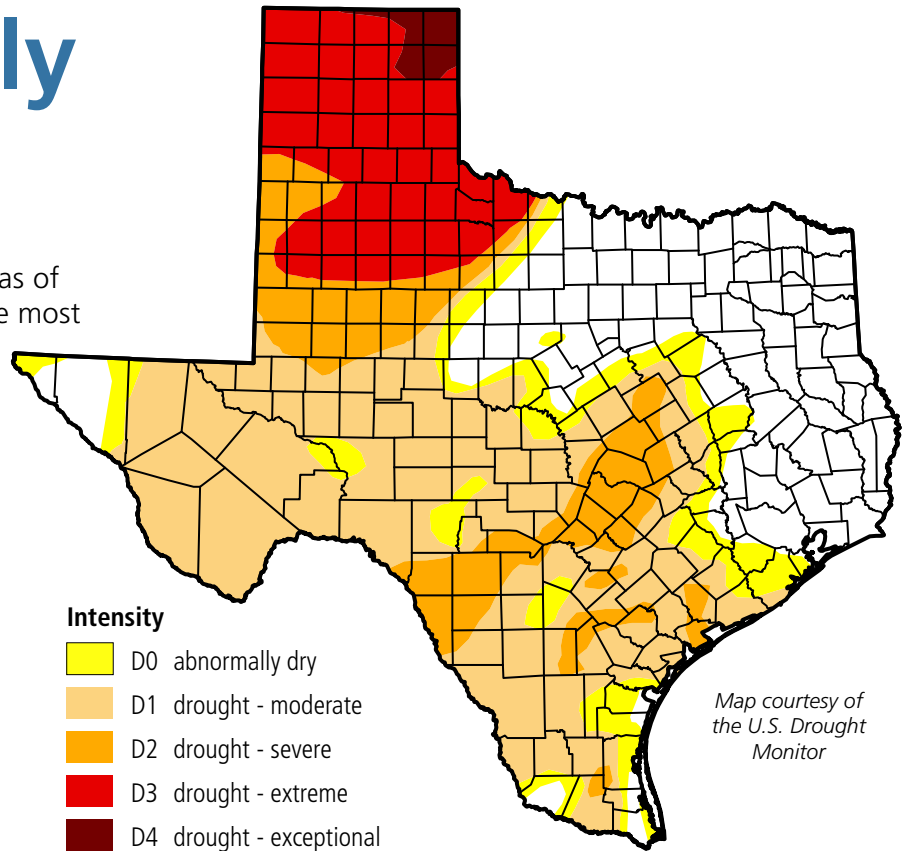 ly
as of
e most
Intensity
D0 abnormally dry
D1 drought - moderate
D2 drought - severe
D3 drought - extreme
D4 drought - exceptional
Map courtesy of
the U.S. Drought
Monitor